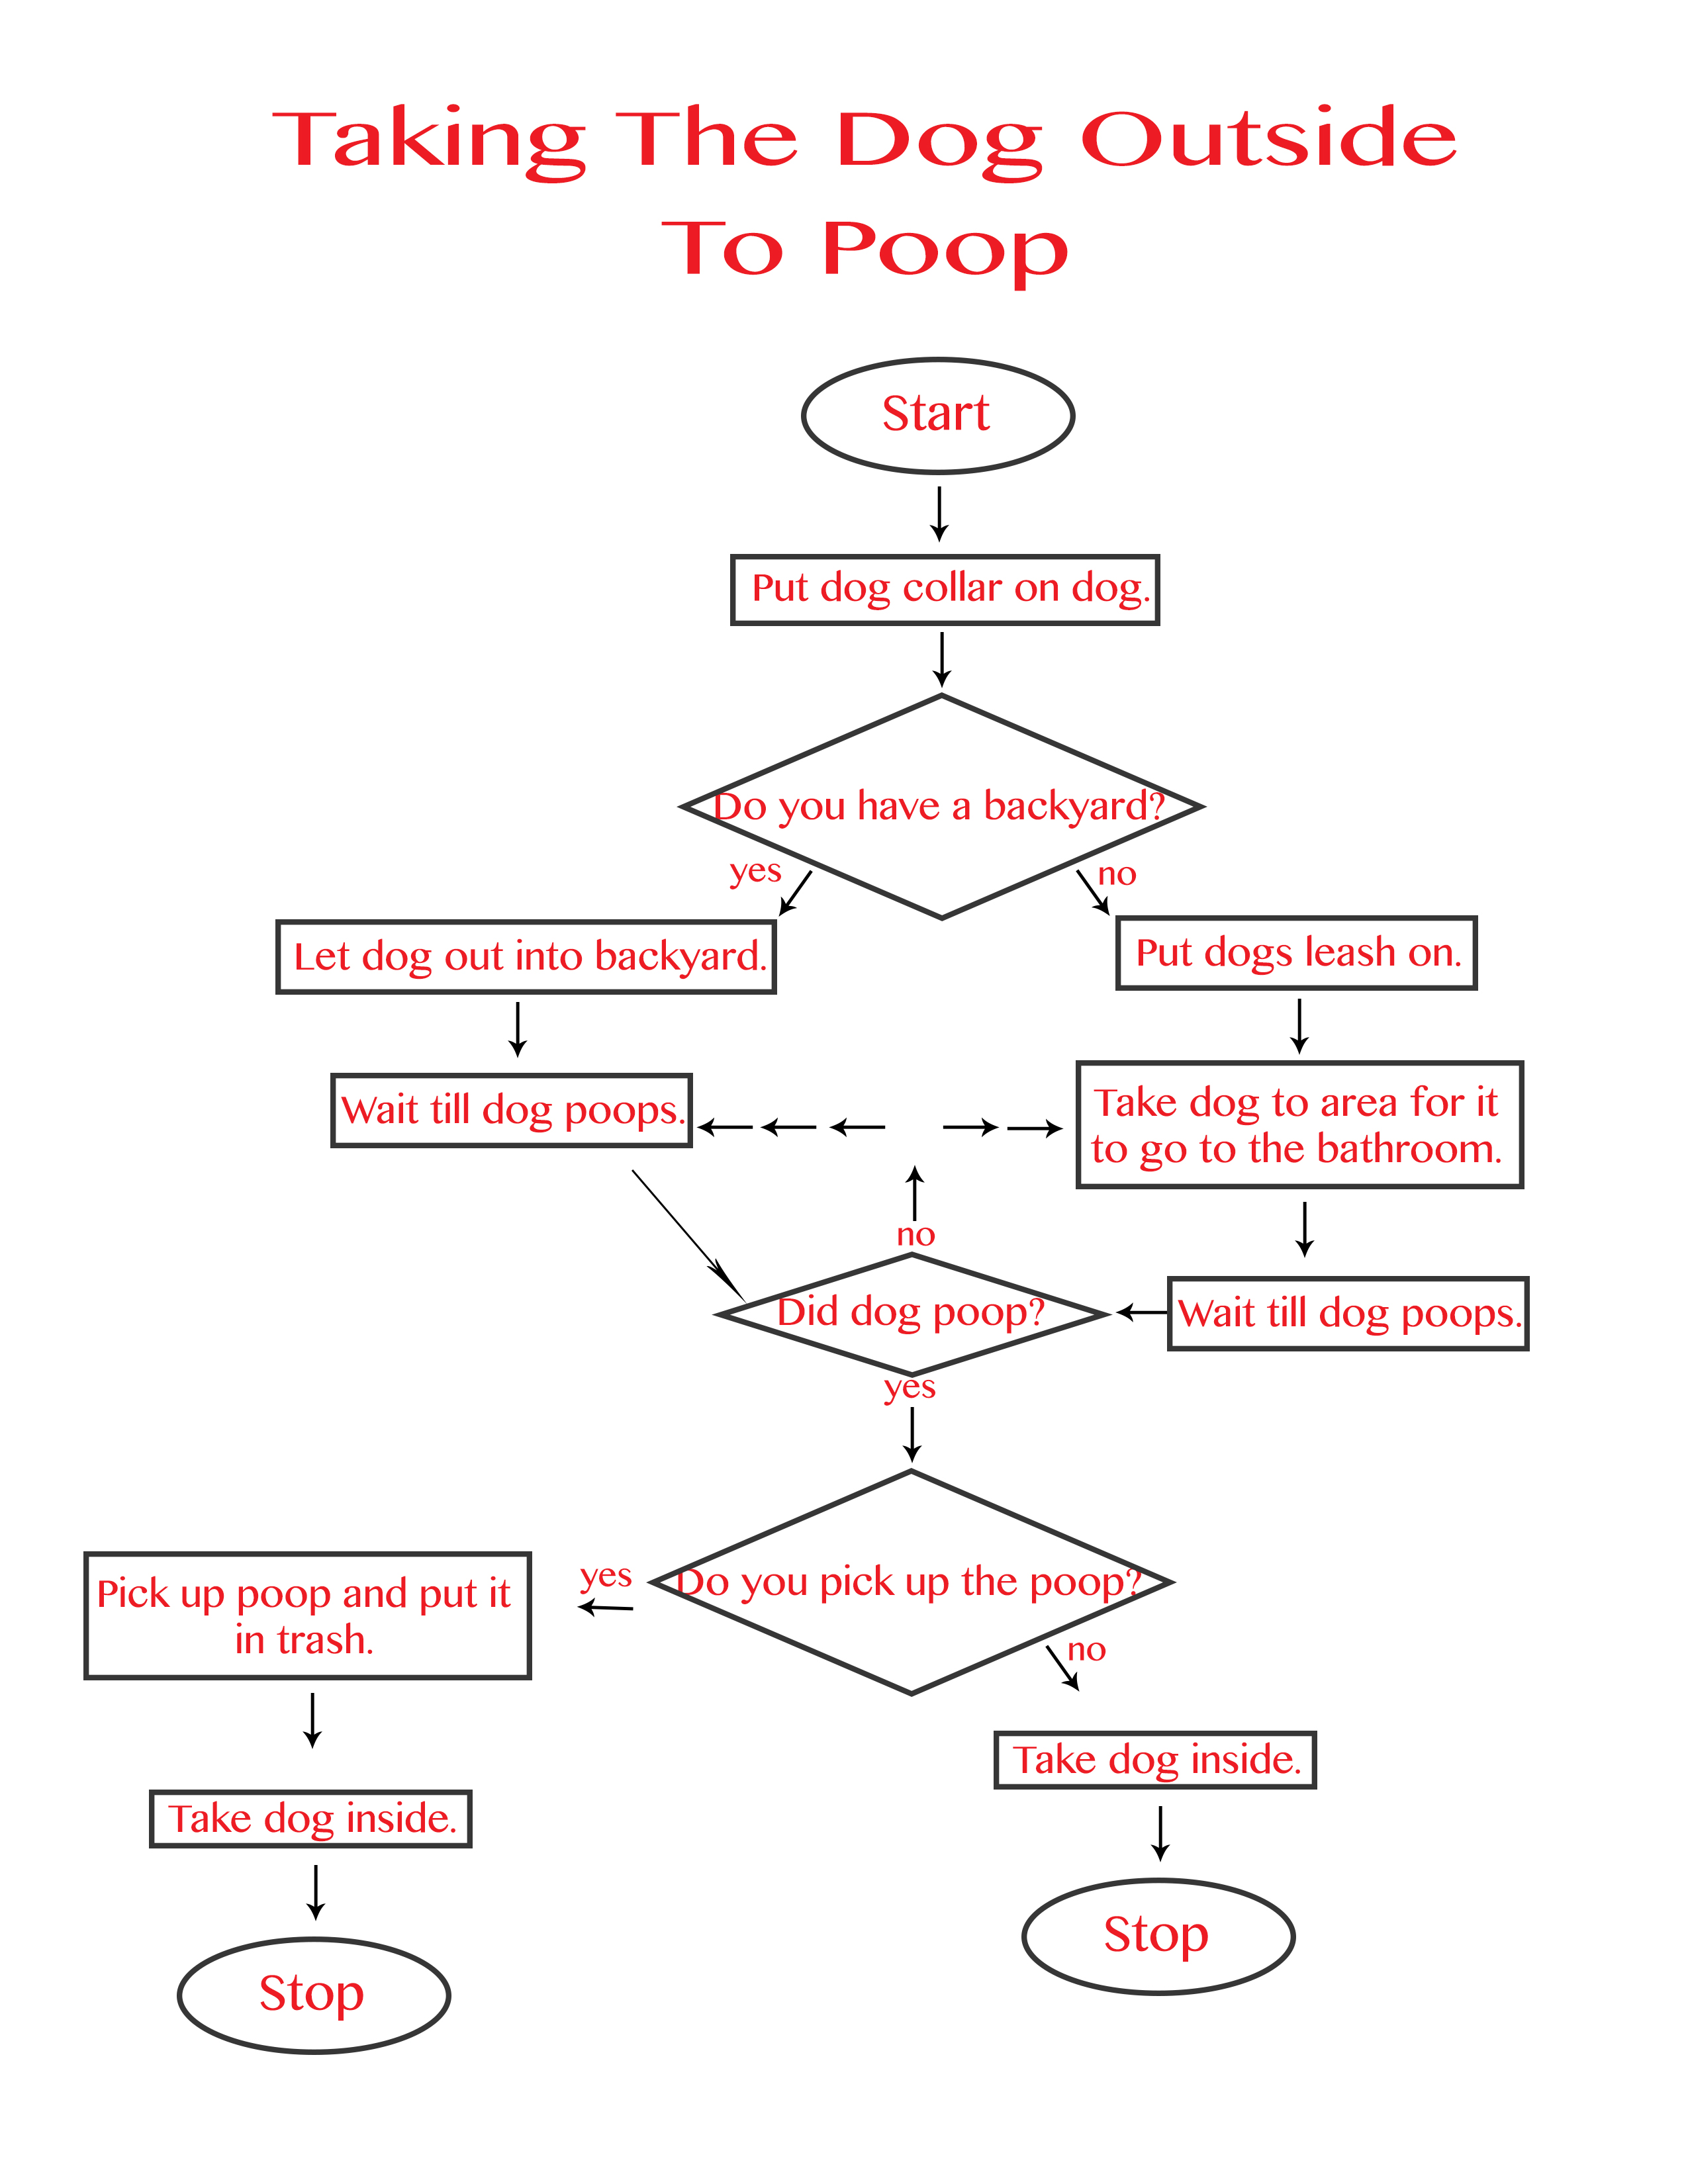 Taking The Dog Outside
To Poop
Start
Put dog collar on dog.
Do you have a backyard?
yes
no
Let dog out into backyard.
Put dogs leash on.
Wait till dog poops.
Take dog to area for it
to go to the bathroom.
no
Did dog poop?
Wait till dog poops.
yes
Do you pick up the poop?
yes
Pick up poop and put it
in trash.
no
Take dog inside.
Take dog inside.
Stop
Stop